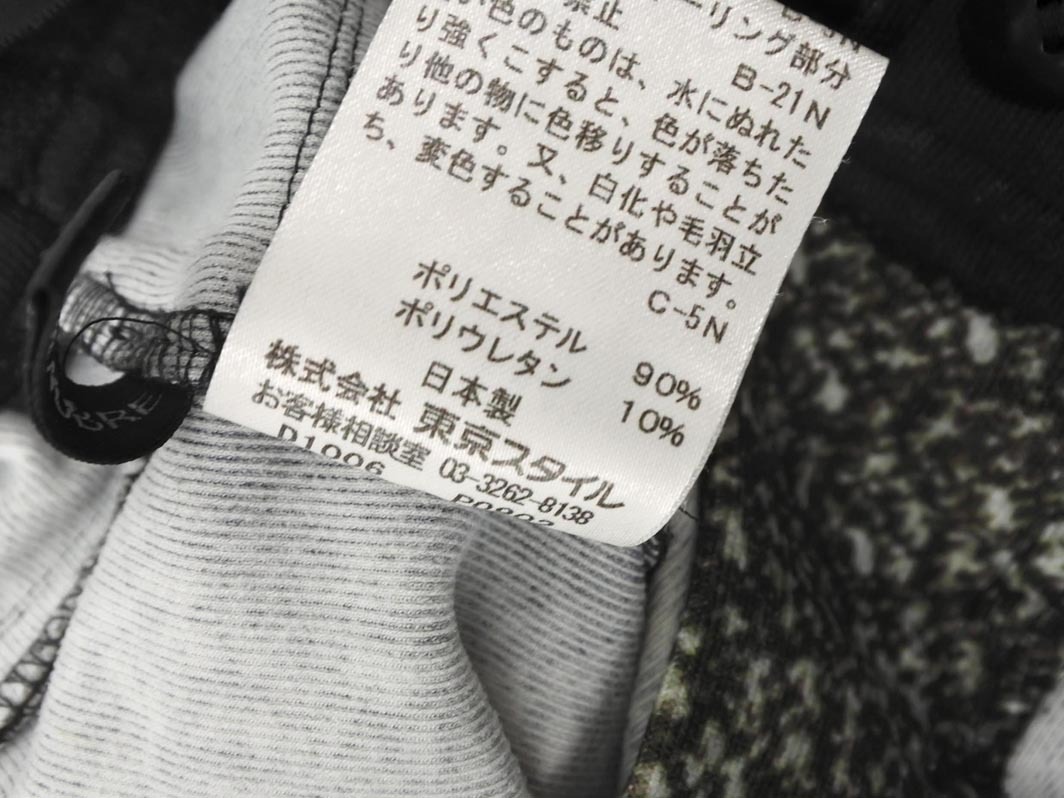 禁止
ーリング部分
B-21N
色のものは、水にぬれた
り強くこすると、色が落ちた
り他の物に色移りすることが
あります。又、白化や毛羽立
ち、変色することがあります。
C-5N
ポリエステル 90%
ポリウレタン 10%
日本製
株式会社 東京スタイル
お客様相談室 03-3262-8138
D1006